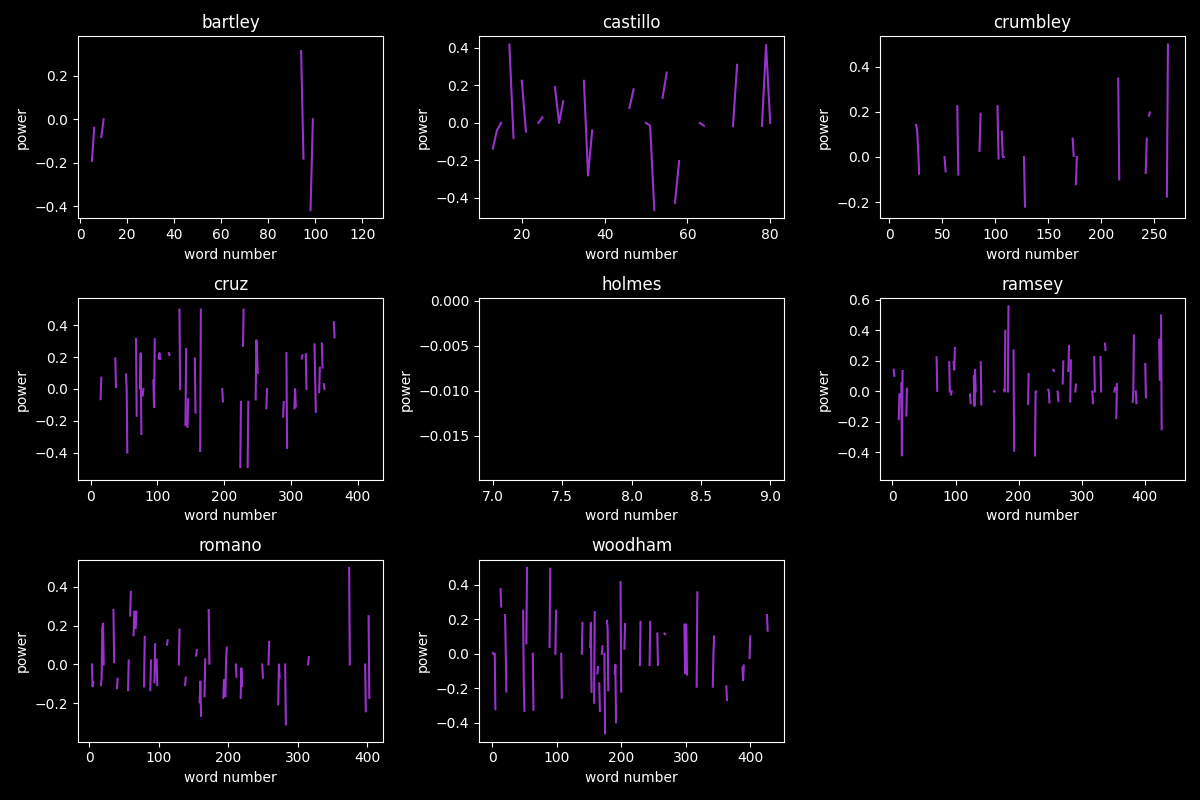 bartley castillo crumbley
power 0.2 0.0 −0.2 −0.4
0 20 40 60 80 100 120
word number
power 0.4 0.2 0.0 −0.2 −0.4
20 40 60 80
word number
power 0.4 0.2 0.0 −0.2
0 50 100 150 200 250
word number
cruz holmes ramsey
power 0.4 0.2 0.0 −0.2 −0.4
0 100 200 300 400
word number
power 0.000 −0.005 −0.010 −0.015
7.0 7.5 8.0 8.5 9.0
word number
power 0.6 0.4 0.2 0.0 −0.2 −0.4
0 100 200 300 400
word number
romano woodham
power 0.4 0.2 0.0 −0.2
0 100 200 300 400
word number
power 0.4 0.2 0.0 −0.2 −0.4
0 100 200 300 400
word number